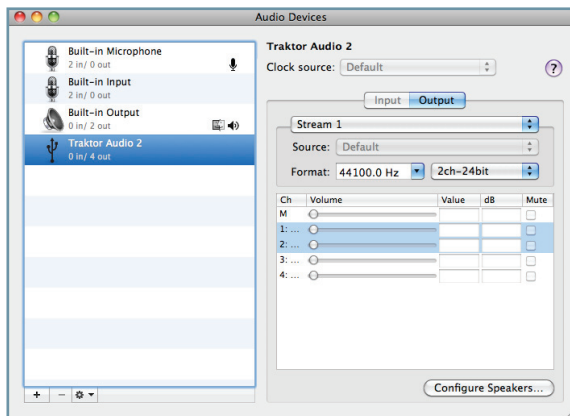 Audio Devices
Built-in Microphone
2 in/ 0 out
Built-in Input
2 in/ 0 out
Built-in Output
0 in/ 2 out
Traktor Audio 2
0 in/ 4 out
Traktor Audio 2
Clock source: Default
?
Input Output
Stream 1
Source: Default
Format: 44100.0 Hz 2ch-24bit
Ch Volume Value dB Mute
M
1: ...
2: ...
3: ...
4: ...
Configure Speakers...
+ −